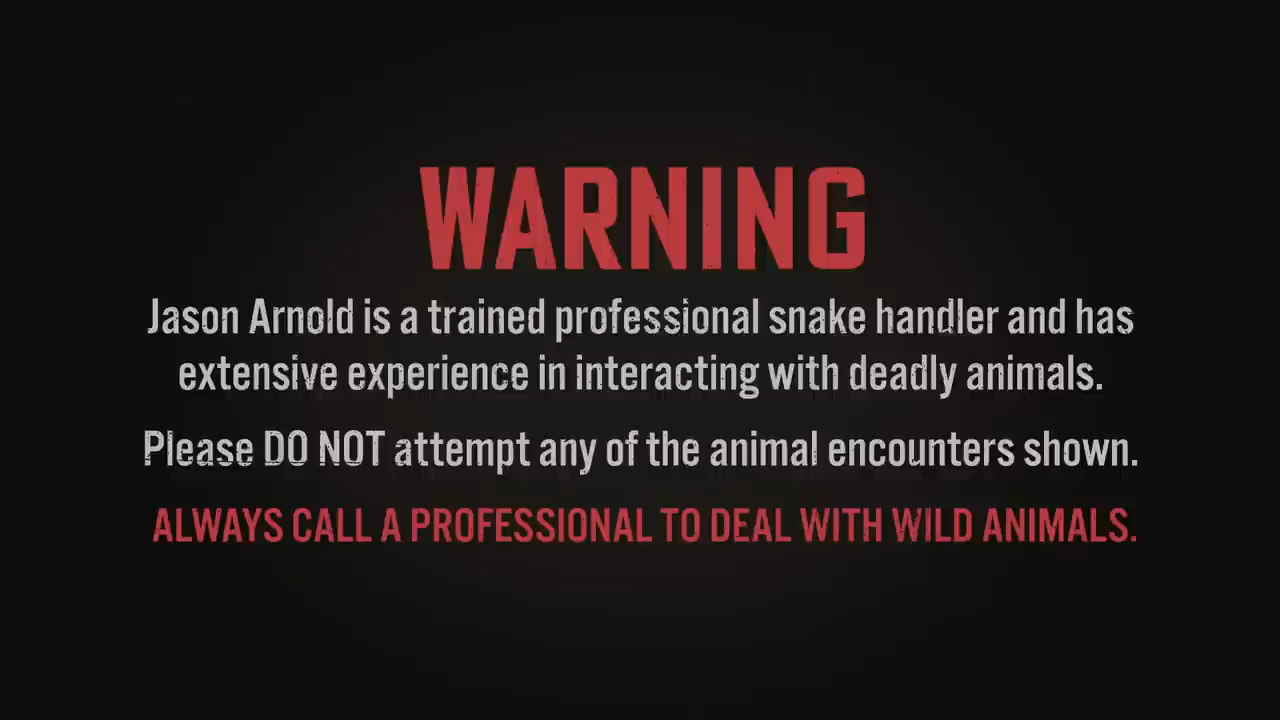 WARNING
Jason Arnold is a trained professional snake handler and has
extensive experience in interacting with deadly animals.
Please DO NOT attempt any of the animal encounters shown.
ALWAYS CALL A PROFESSIONAL TO DEAL WITH WILD ANIMALS.